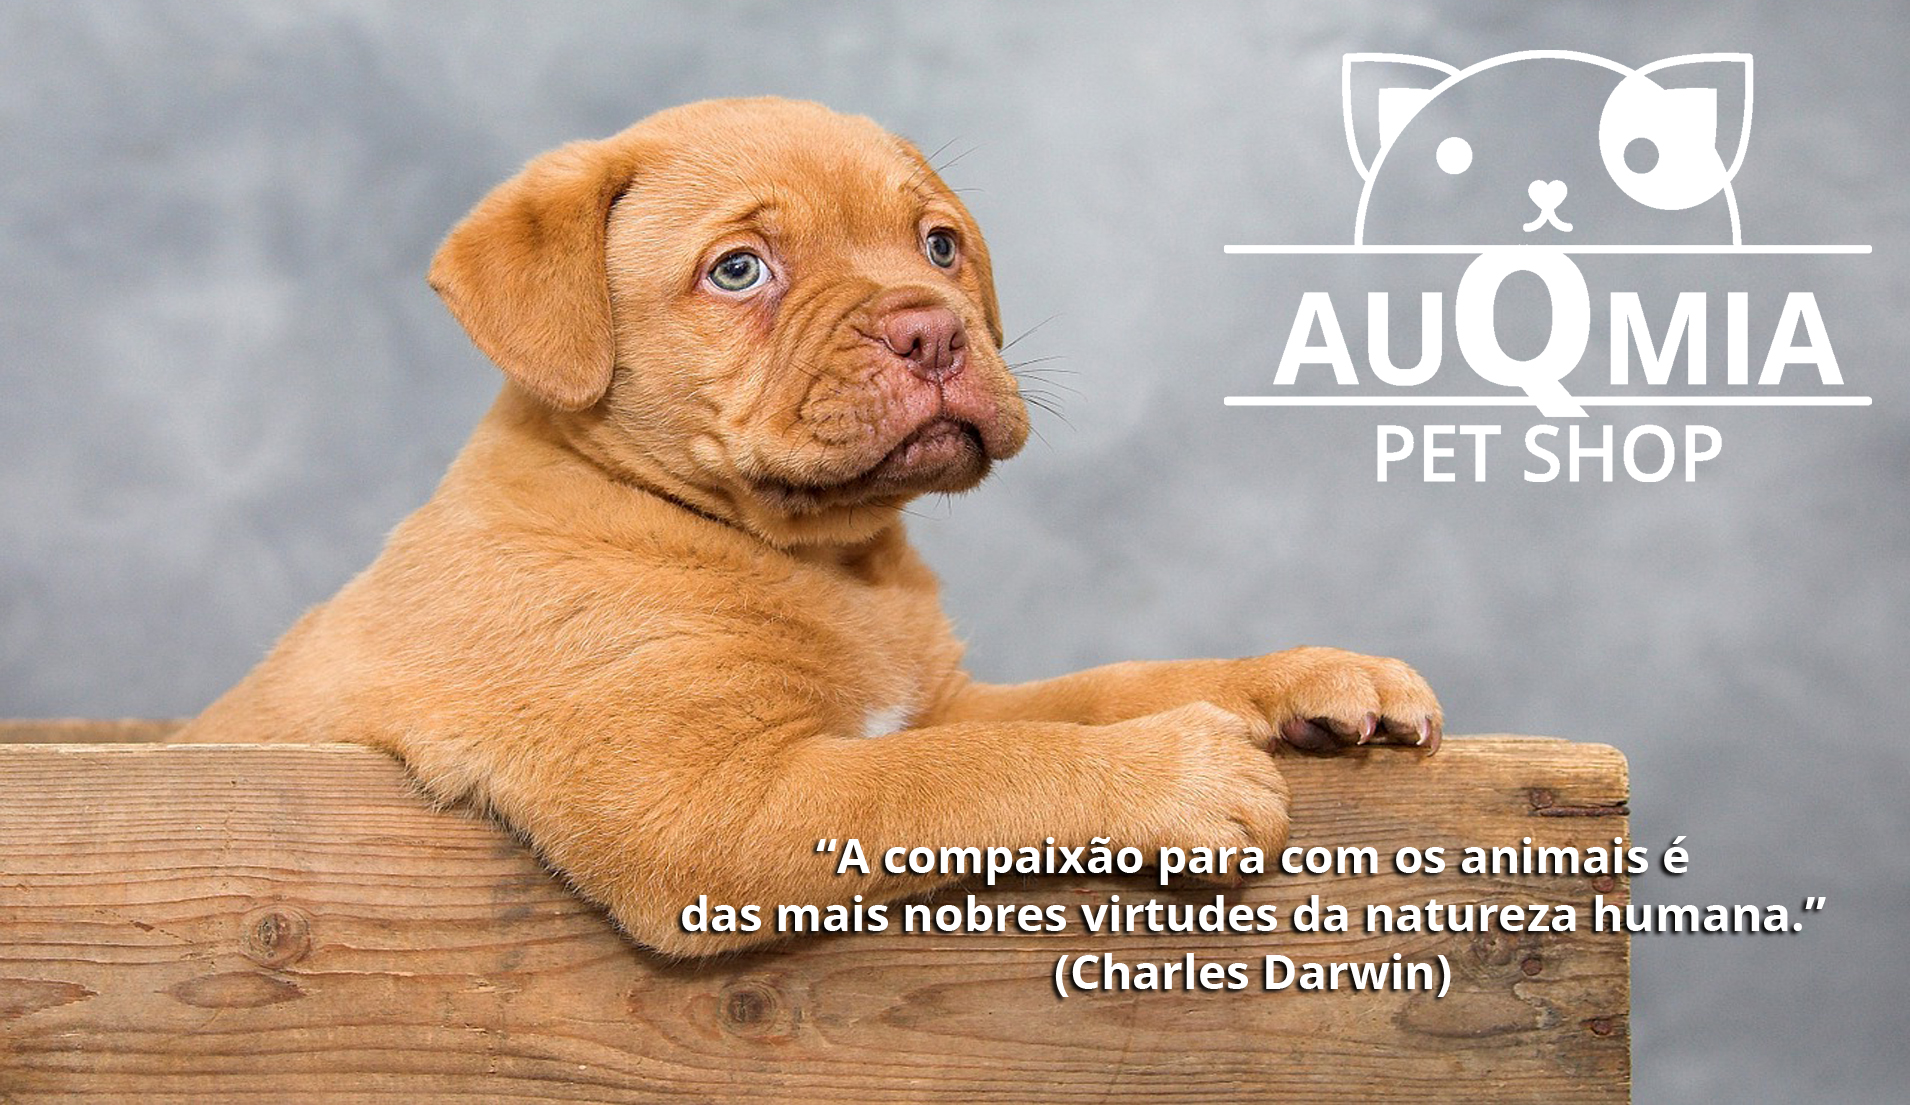 AUQMIA
PET SHOP
“A compaixão para com os animais é
das mais nobres virtudes da natureza humana.”
(Charles Darwin)